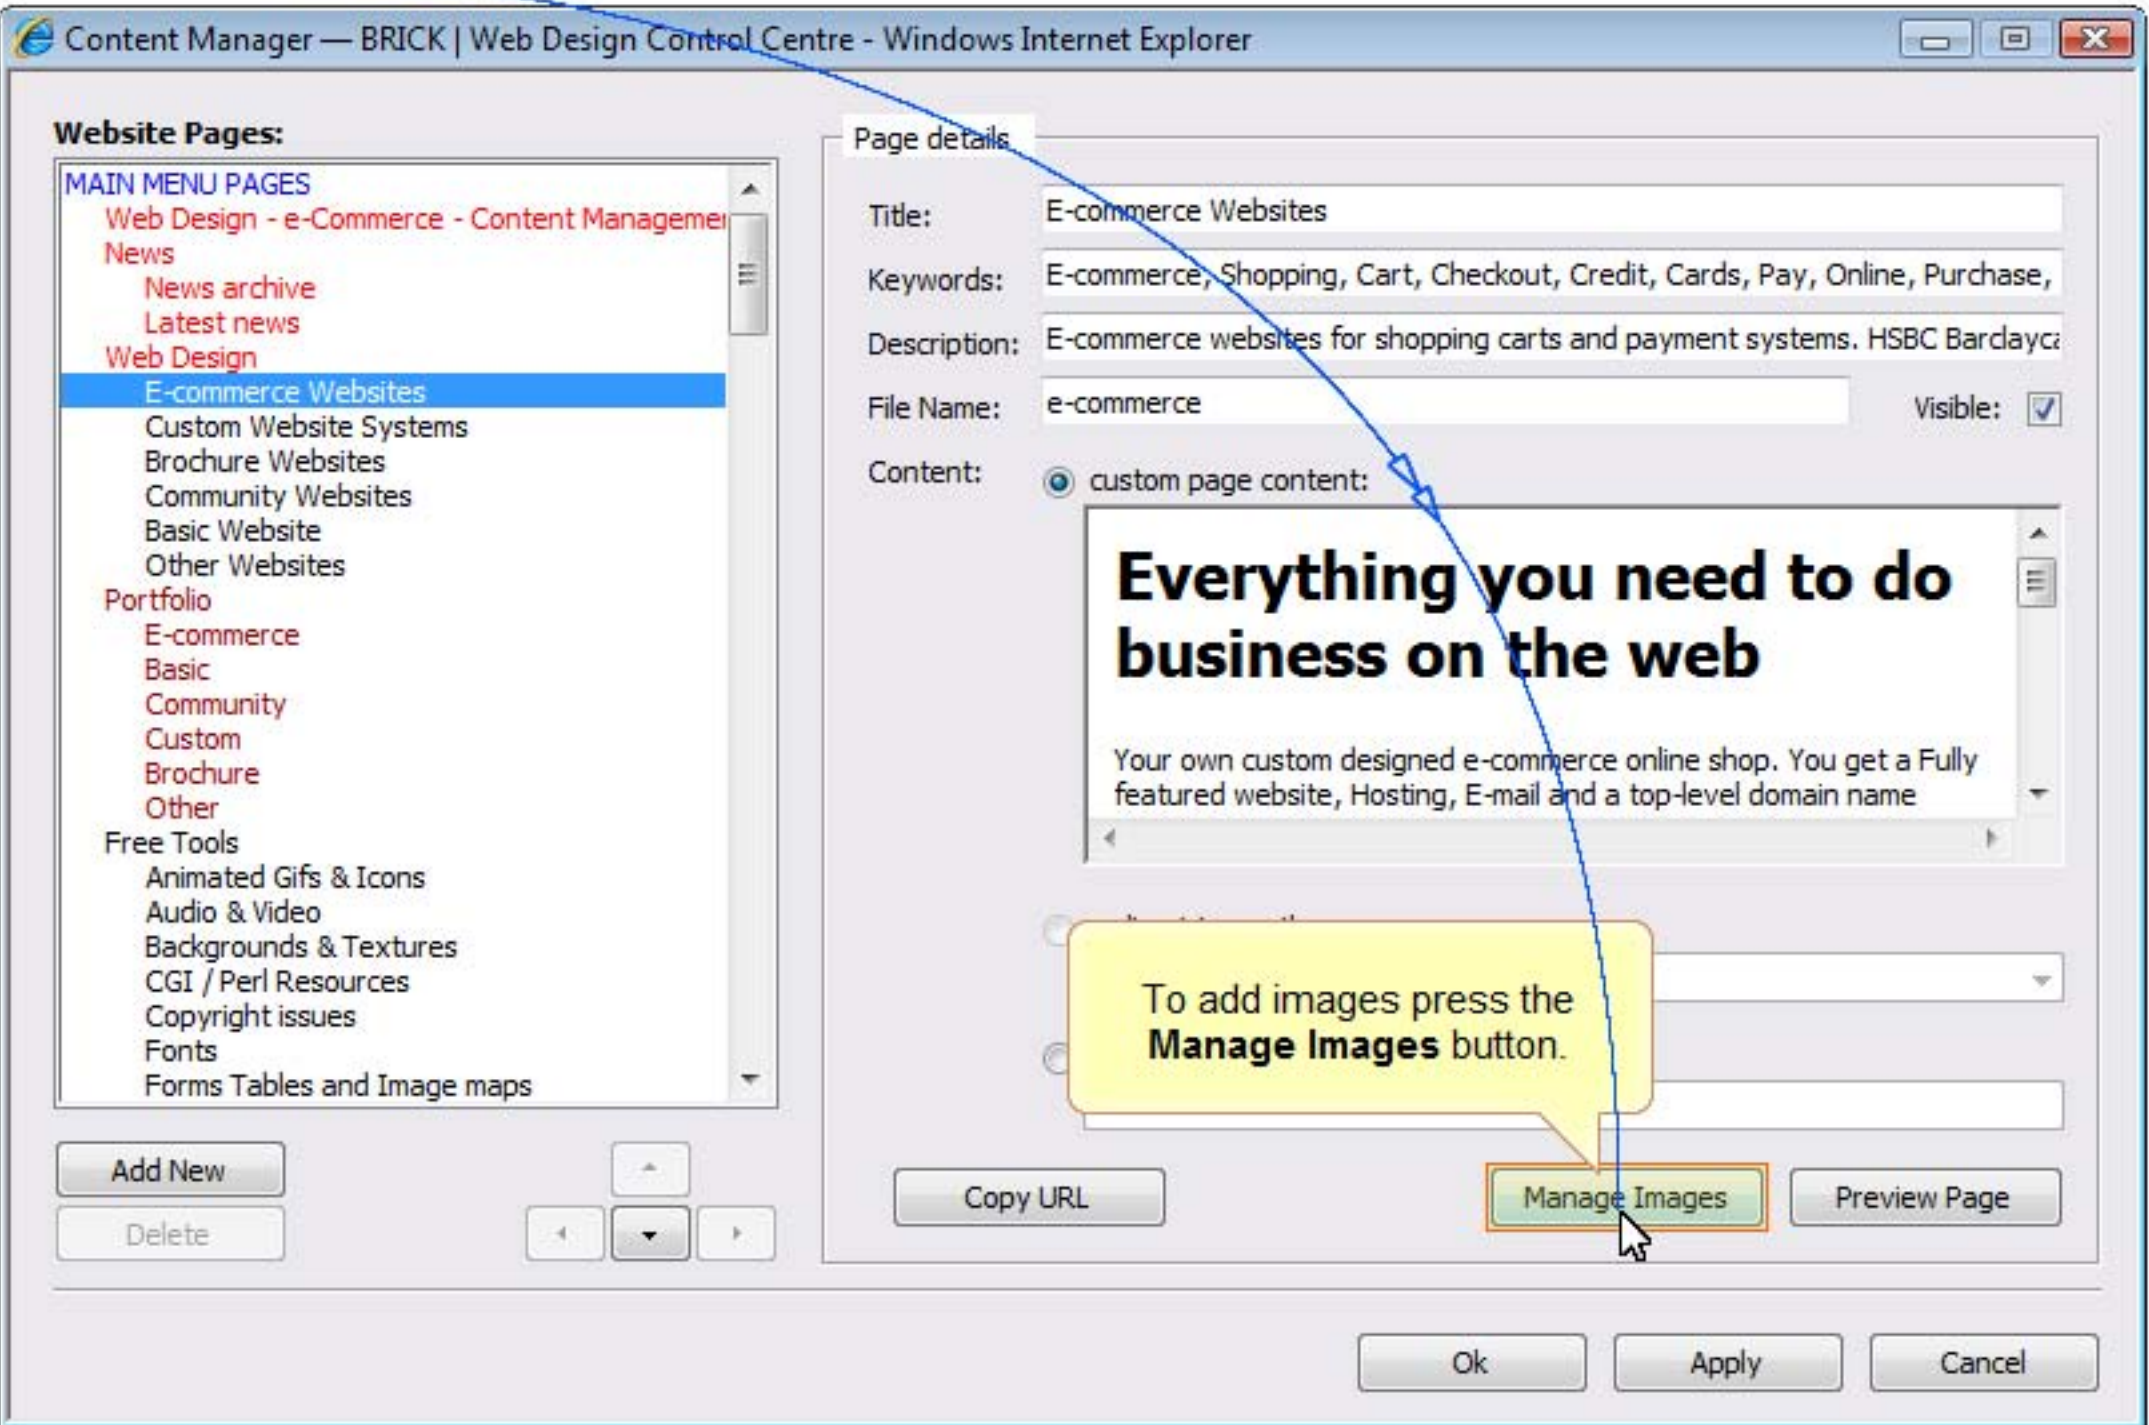 Content Manager — BRICK | Web Design Control Centre - Windows Internet Explorer
Website Pages:
MAIN MENU PAGES
Web Design - e-Commerce - Content Managemen
News
News archive
Latest news
Web Design
E-commerce Websites
Custom Website Systems
Brochure Websites
Community Websites
Basic Website
Other Websites
Portfolio
E-commerce
Basic
Community
Custom
Brochure
Other
Free Tools
Animated Gifs & Icons
Audio & Video
Backgrounds & Textures
CGI / Perl Resources
Copyright issues
Fonts
Forms Tables and Image maps
Add New
Delete
Page details
Title: E-commerce Websites
Keywords: E-commerce, Shopping, Cart, Checkout, Credit, Cards, Pay, Online, Purchase,
Description: E-commerce websites for shopping carts and payment systems. HSBC Barclayca
File Name: e-commerce Visible:
Content: custom page content:
Everything you need to do
business on the web
Your own custom designed e-commerce online shop. You get a Fully
featured website, Hosting, E-mail and a top-level domain name
To add images press the
Manage Images button.
Copy URL Manage Images Preview Page
Ok Apply Cancel